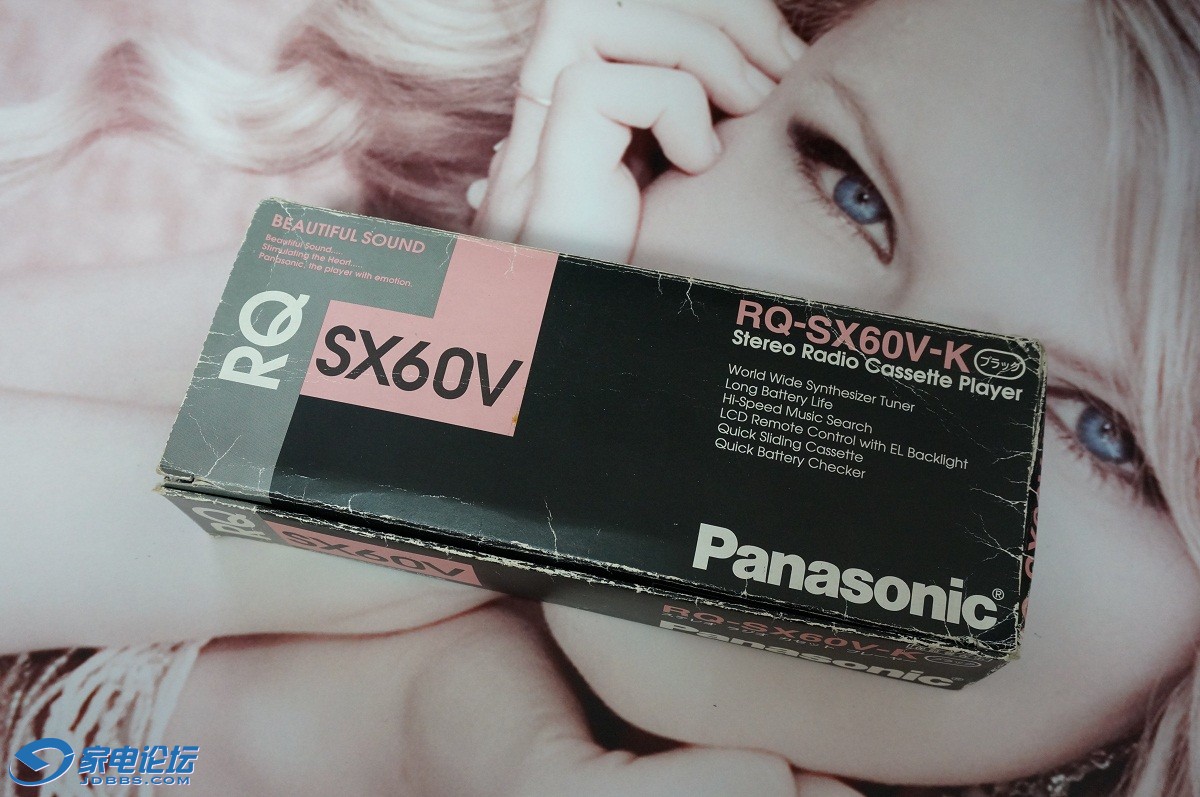 BEAUTIFUL SOUND
Beautiful Sound....
Stimulating the Heart.....
Panasonic, the player with emotion.
RQ
SX60V
RQ-SX60V-K ブラック
Stereo Radio Cassette Player
World Wide Synthesizer Tuner
Long Battery Life
Hi-Speed Music Search
LCD Remote Control with EL Backlight
Quick Sliding Cassette
Quick Battery Checker
Panasonic®
RQ
SX60V
RQ-SX60V-K
Panasonic®
家电论坛
JDBBS.COM